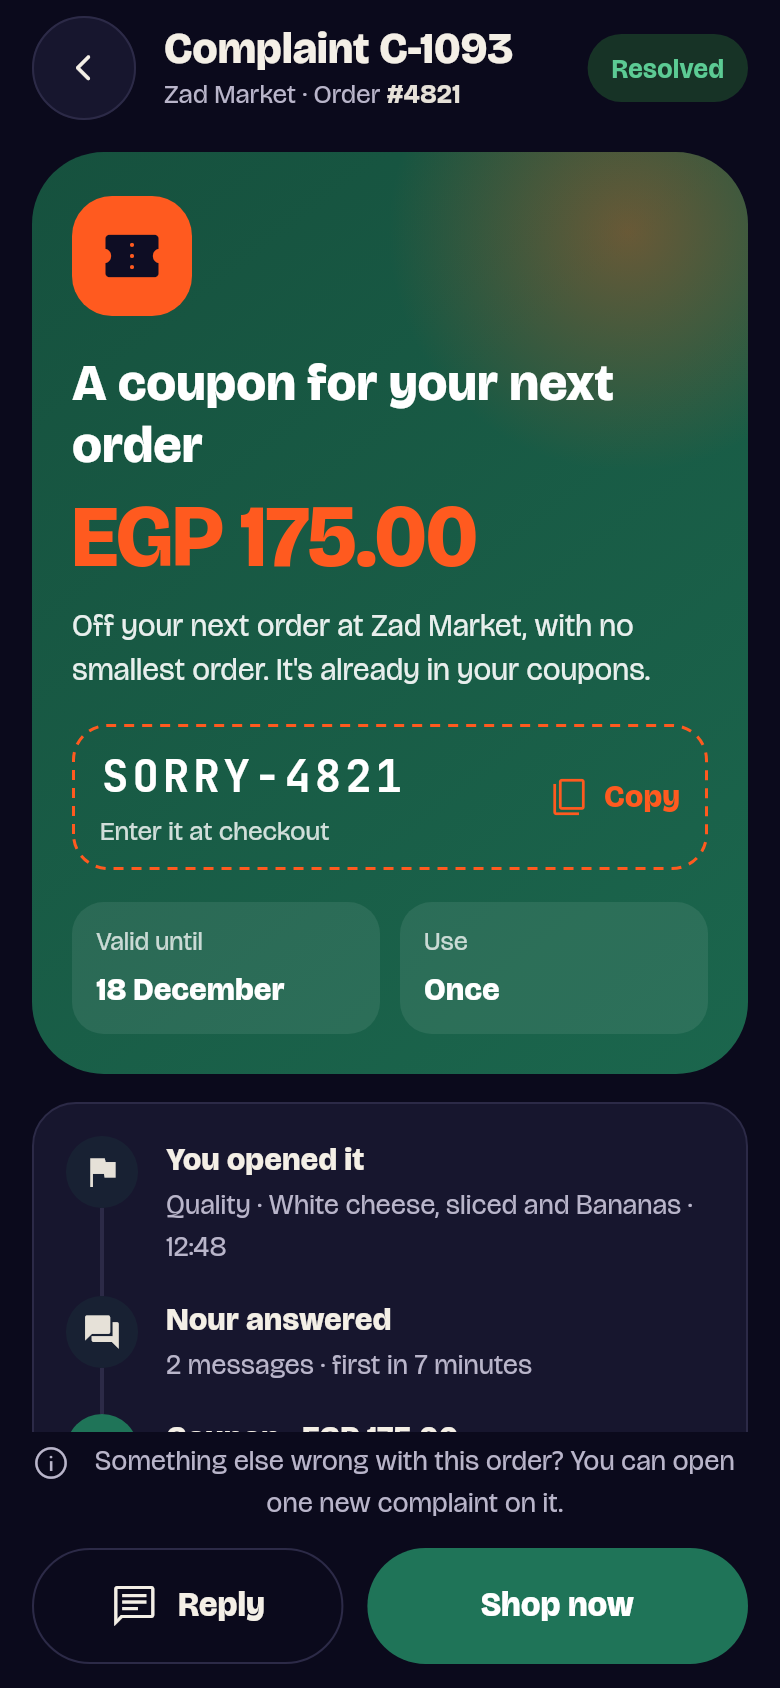 Complaint C-1093
Zad Market · Order #4821
Resolved
A coupon for your next
order
EGP 175.00
Off your next order at Zad Market, with no
smallest order. It's already in your coupons.
SORRY-4821
Enter it at checkout
Copy
Valid until
18 December
Use
Once
You opened it
Quality · White cheese, sliced and Bananas ·
12:48
Nour answered
2 messages · first in 7 minutes
Something else wrong with this order? You can open
one new complaint on it.
Reply
Shop now